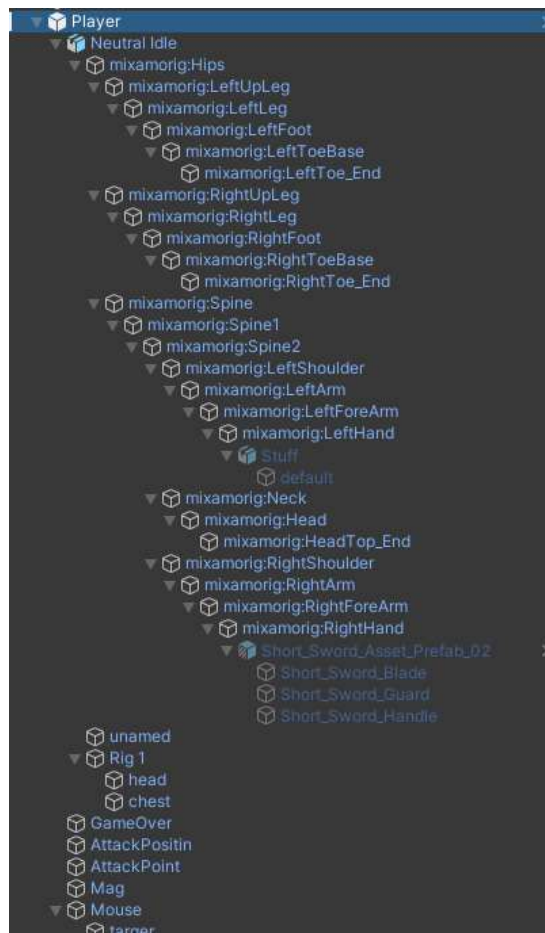 Player
Neutral Idle
mixamorig:Hips
mixamorig:LeftUpLeg
mixamorig:LeftLeg
mixamorig:LeftFoot
mixamorig:LeftToeBase
mixamorig:LeftToe_End
mixamorig:RightUpLeg
mixamorig:RightLeg
mixamorig:RightFoot
mixamorig:RightToeBase
mixamorig:RightToe_End
mixamorig:Spine
mixamorig:Spine1
mixamorig:Spine2
mixamorig:LeftShoulder
mixamorig:LeftArm
mixamorig:LeftForeArm
mixamorig:LeftHand
Stuff
default
mixamorig:Neck
mixamorig:Head
mixamorig:HeadTop_End
mixamorig:RightShoulder
mixamorig:RightArm
mixamorig:RightForeArm
mixamorig:RightHand
Short_Sword_Asset_Prefab_02
Short_Sword_Blade
Short_Sword_Guard
Short_Sword_Handle
unamed
Rig 1
head
chest
GameOver
AttackPositin
AttackPoint
Mag
Mouse
targer